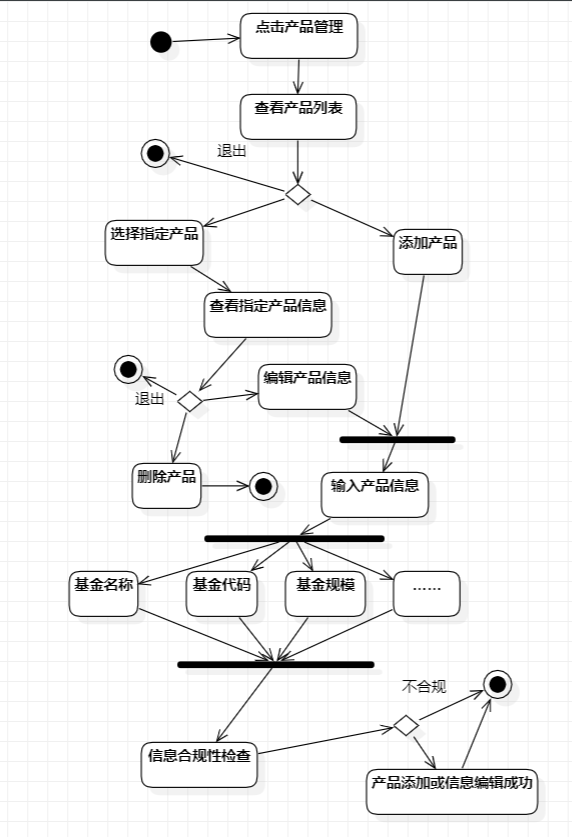 点击产品管理
查看产品列表
退出
选择指定产品
添加产品
查看指定产品信息
编辑产品信息
退出
删除产品
输入产品信息
基金名称
基金代码
基金规模
……
不合规
信息合规性检查
产品添加或信息编辑成功